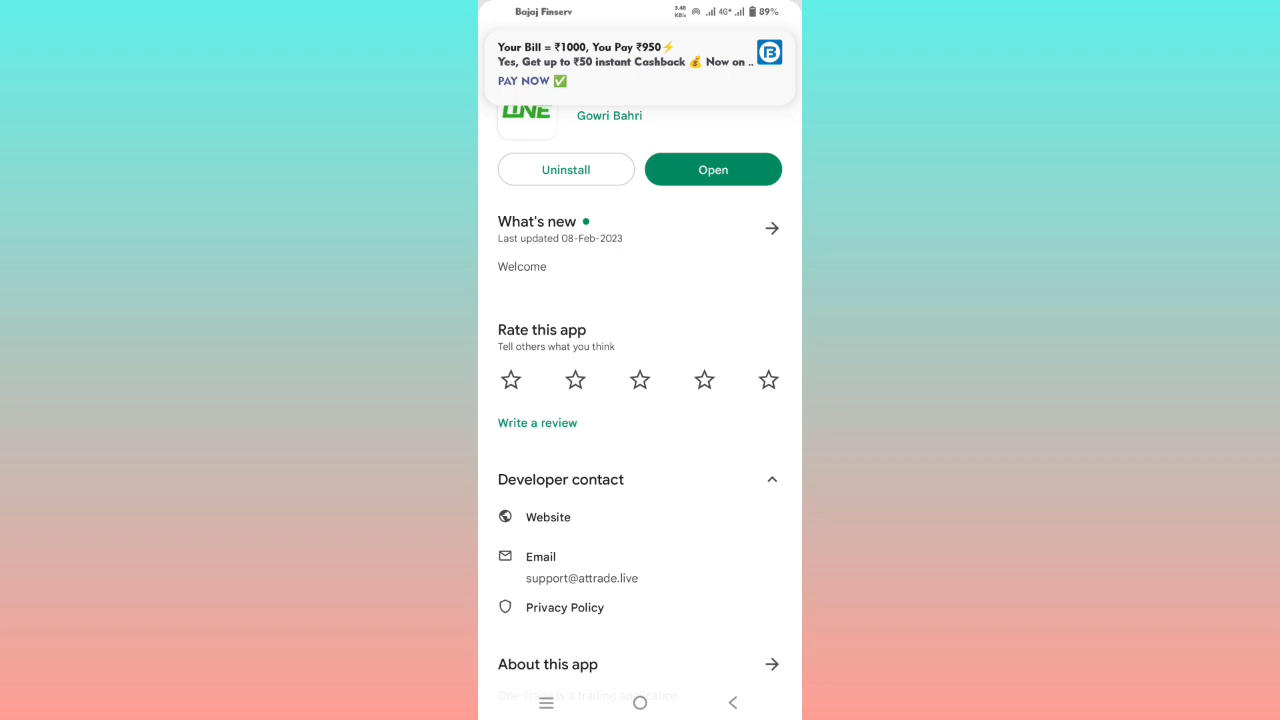 Bajaj Finserv
3.48 KB/s 4G+ 89%
Your Bill = ₹1000, You Pay ₹950⚡
Yes, Get up to ₹50 instant Cashback 💰 Now on ..
PAY NOW ✅
LINE
Gowri Bahri
Uninstall
Open
What's new
Last updated 08-Feb-2023
Welcome
Rate this app
Tell others what you think
Write a review
Developer contact
Website
Email
support@attrade.live
Privacy Policy
About this app
One Trade is a trading application